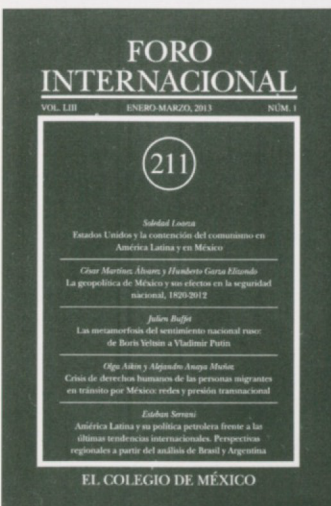 FORO
INTERNACIONAL
VOL. LIII ENERO-MARZO, 2013 NÚM. 1
211
Soledad Loaeza
Estados Unidos y la contención del comunismo en
América Latina y en México
César Martínez Álvarez y Humberto Garza Elizondo
La geopolítica de México y sus efectos en la seguridad
nacional, 1820-2012
Julien Buffet
Las metamorfosis del sentimiento nacional ruso:
de Boris Yeltsin a Vladimir Putin
Olga Aikin y Alejandro Anaya Muñoz
Crisis de derechos humanos de las personas migrantes
en tránsito por México: redes y presión transnacional
Esteban Serrani
América Latina y su política petrolera frente a las
últimas tendencias internacionales. Perspectivas
regionales a partir del análisis de Brasil y Argentina
EL COLEGIO DE MÉXICO